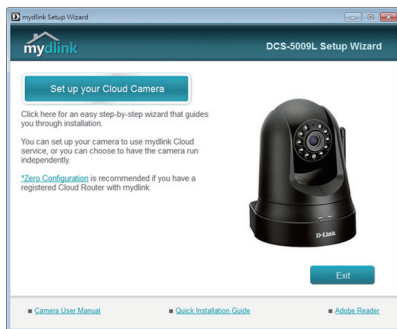 mydlink Setup Wizard
mydlink
DCS-5009L Setup Wizard
Set up your Cloud Camera
Click here for an easy step-by-step wizard that guides
you through installation.
You can set up your camera to use mydlink Cloud
service, or you can choose to have the camera run
independently.
*Zero Configuration is recommended if you have a
registered Cloud Router with mydlink.
D-Link
Exit
Camera User Manual
Quick Installation Guide
Adobe Reader